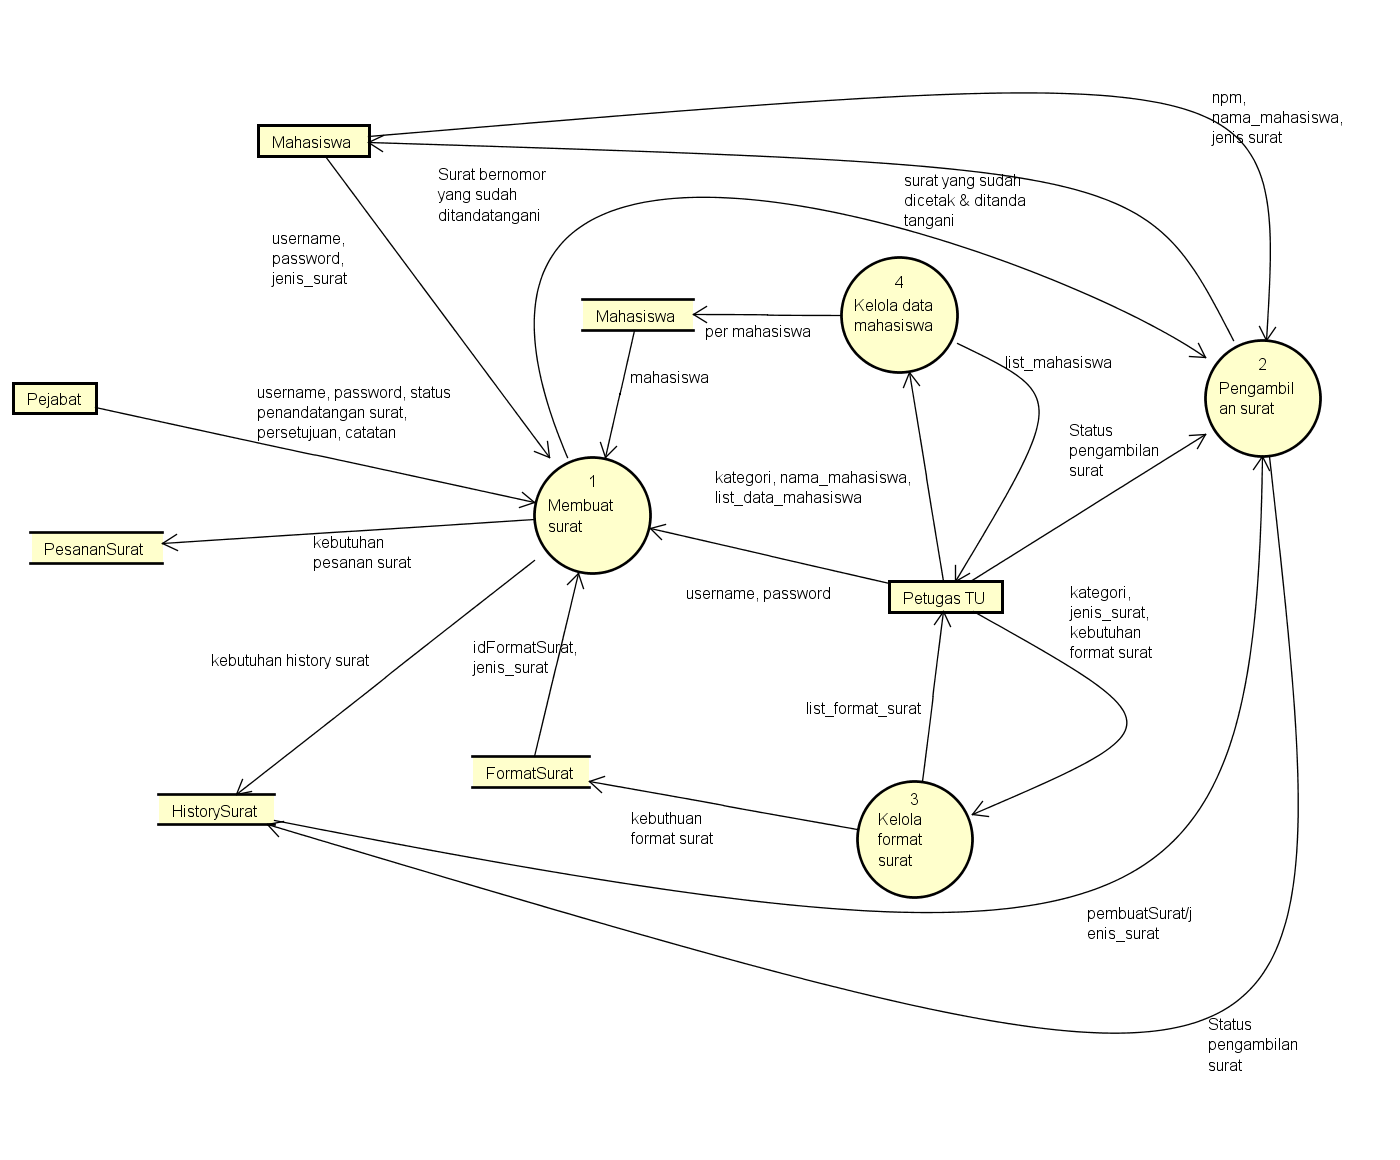 npm,
nama_mahasiswa,
jenis surat
Mahasiswa
Surat bernomor
yang sudah
ditandatangani
surat yang sudah
dicetak & ditanda
tangani
username,
password,
jenis_surat
4
Kelola data
mahasiswa
Mahasiswa
per mahasiswa
list_mahasiswa
mahasiswa
2
Pengambil
an surat
Pejabat
username, password, status
penandatangan surat,
persetujuan, catatan
Status
pengambilan
surat
1
Membuat
surat
kategori, nama_mahasiswa,
list_data_mahasiswa
PesananSurat
kebutuhan
pesanan surat
username, password
Petugas TU
kategori,
jenis_surat,
kebutuhan
format surat
kebutuhan history surat
idFormatSurat,
jenis_surat
list_format_surat
FormatSurat
HistorySurat
kebuthuan
format surat
3
Kelola
format
surat
pembuatSurat/j
enis_surat
Status
pengambilan
surat